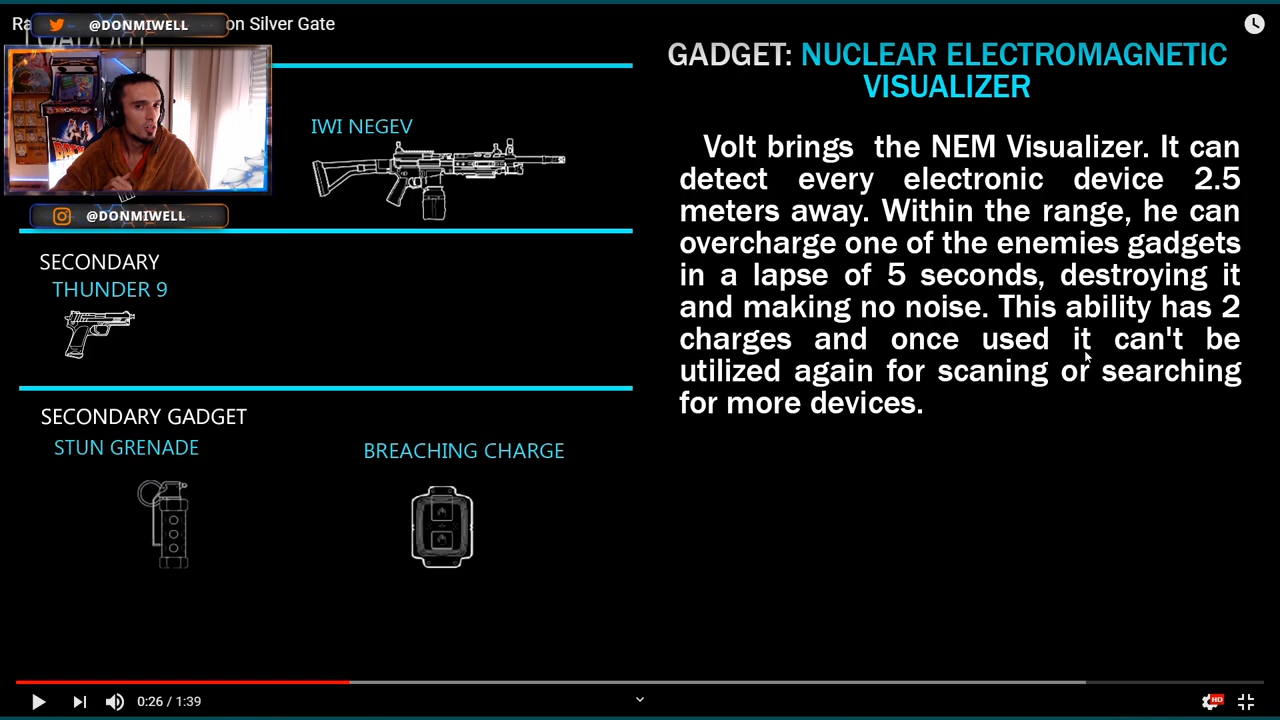 Ra
on Silver Gate
@DONMIWELL
LOADOUT
@DONMIWELL
IWI NEGEV
SECONDARY
THUNDER 9
SECONDARY GADGET
STUN GRENADE
BREACHING CHARGE
GADGET: NUCLEAR ELECTROMAGNETIC
VISUALIZER
Volt brings the NEM Visualizer. It can
detect every electronic device 2.5
meters away. Within the range, he can
overcharge one of the enemies gadgets
in a lapse of 5 seconds, destroying it
and making no noise. This ability has 2
charges and once used it can't be
utilized again for scaning or searching
for more devices.
0:26 / 1:39
HD